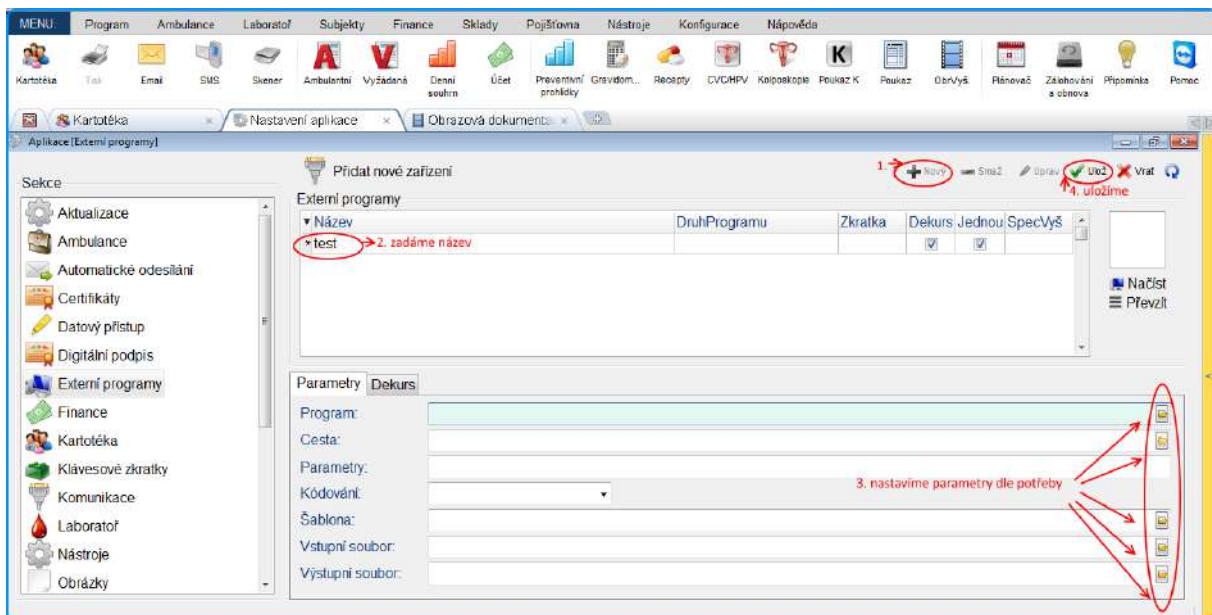 MENU: Program Ambulance Laboratoř Subjekty Finance Sklady Pojišťovna Nástroje Konfigurace Nápověda
Kartotéka Tisk Email SMS Skener Ambulantní Vyžádaná Denní souhrn Účet Preventivní prohlídky Gravidom... Recepty CVC/HPV Kolposkopie Poukaz K Poukaz ObrVyš. Plánovač Zálohování a obnova Připomínka Pomoc
Kartotéka × Nastavení aplikace × Obrazová dokumenta ×
Aplikace [Externí programy]
Sekce
Aktualizace
Ambulance
Automatické odesílání
Certifikáty
Datový přístup
Digitální podpis
Externí programy
Finance
Kartotéka
Klávesové zkratky
Komunikace
Laboratoř
Nástroje
Obrázky
Přidat nové zařízení
1. Nový Smaž Uprav Ulož Vrať
4. uložíme
Externí programy
Název DruhProgramu Zkratka Dekurs Jednou SpecVyš
* test 2. zadáme název
Načíst
Převzít
Parametry Dekurs
Program:
Cesta:
Parametry:
3. nastavíme parametry dle potřeby
Kódování:
Šablona:
Vstupní soubor:
Výstupní soubor: